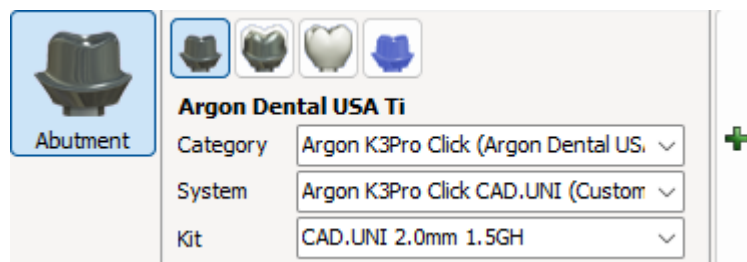 Argon Dental USA Ti
Abutment
Category Argon K3Pro Click (Argon Dental US
System Argon K3Pro Click CAD.UNI (Custom
Kit CAD.UNI 2.0mm 1.5GH